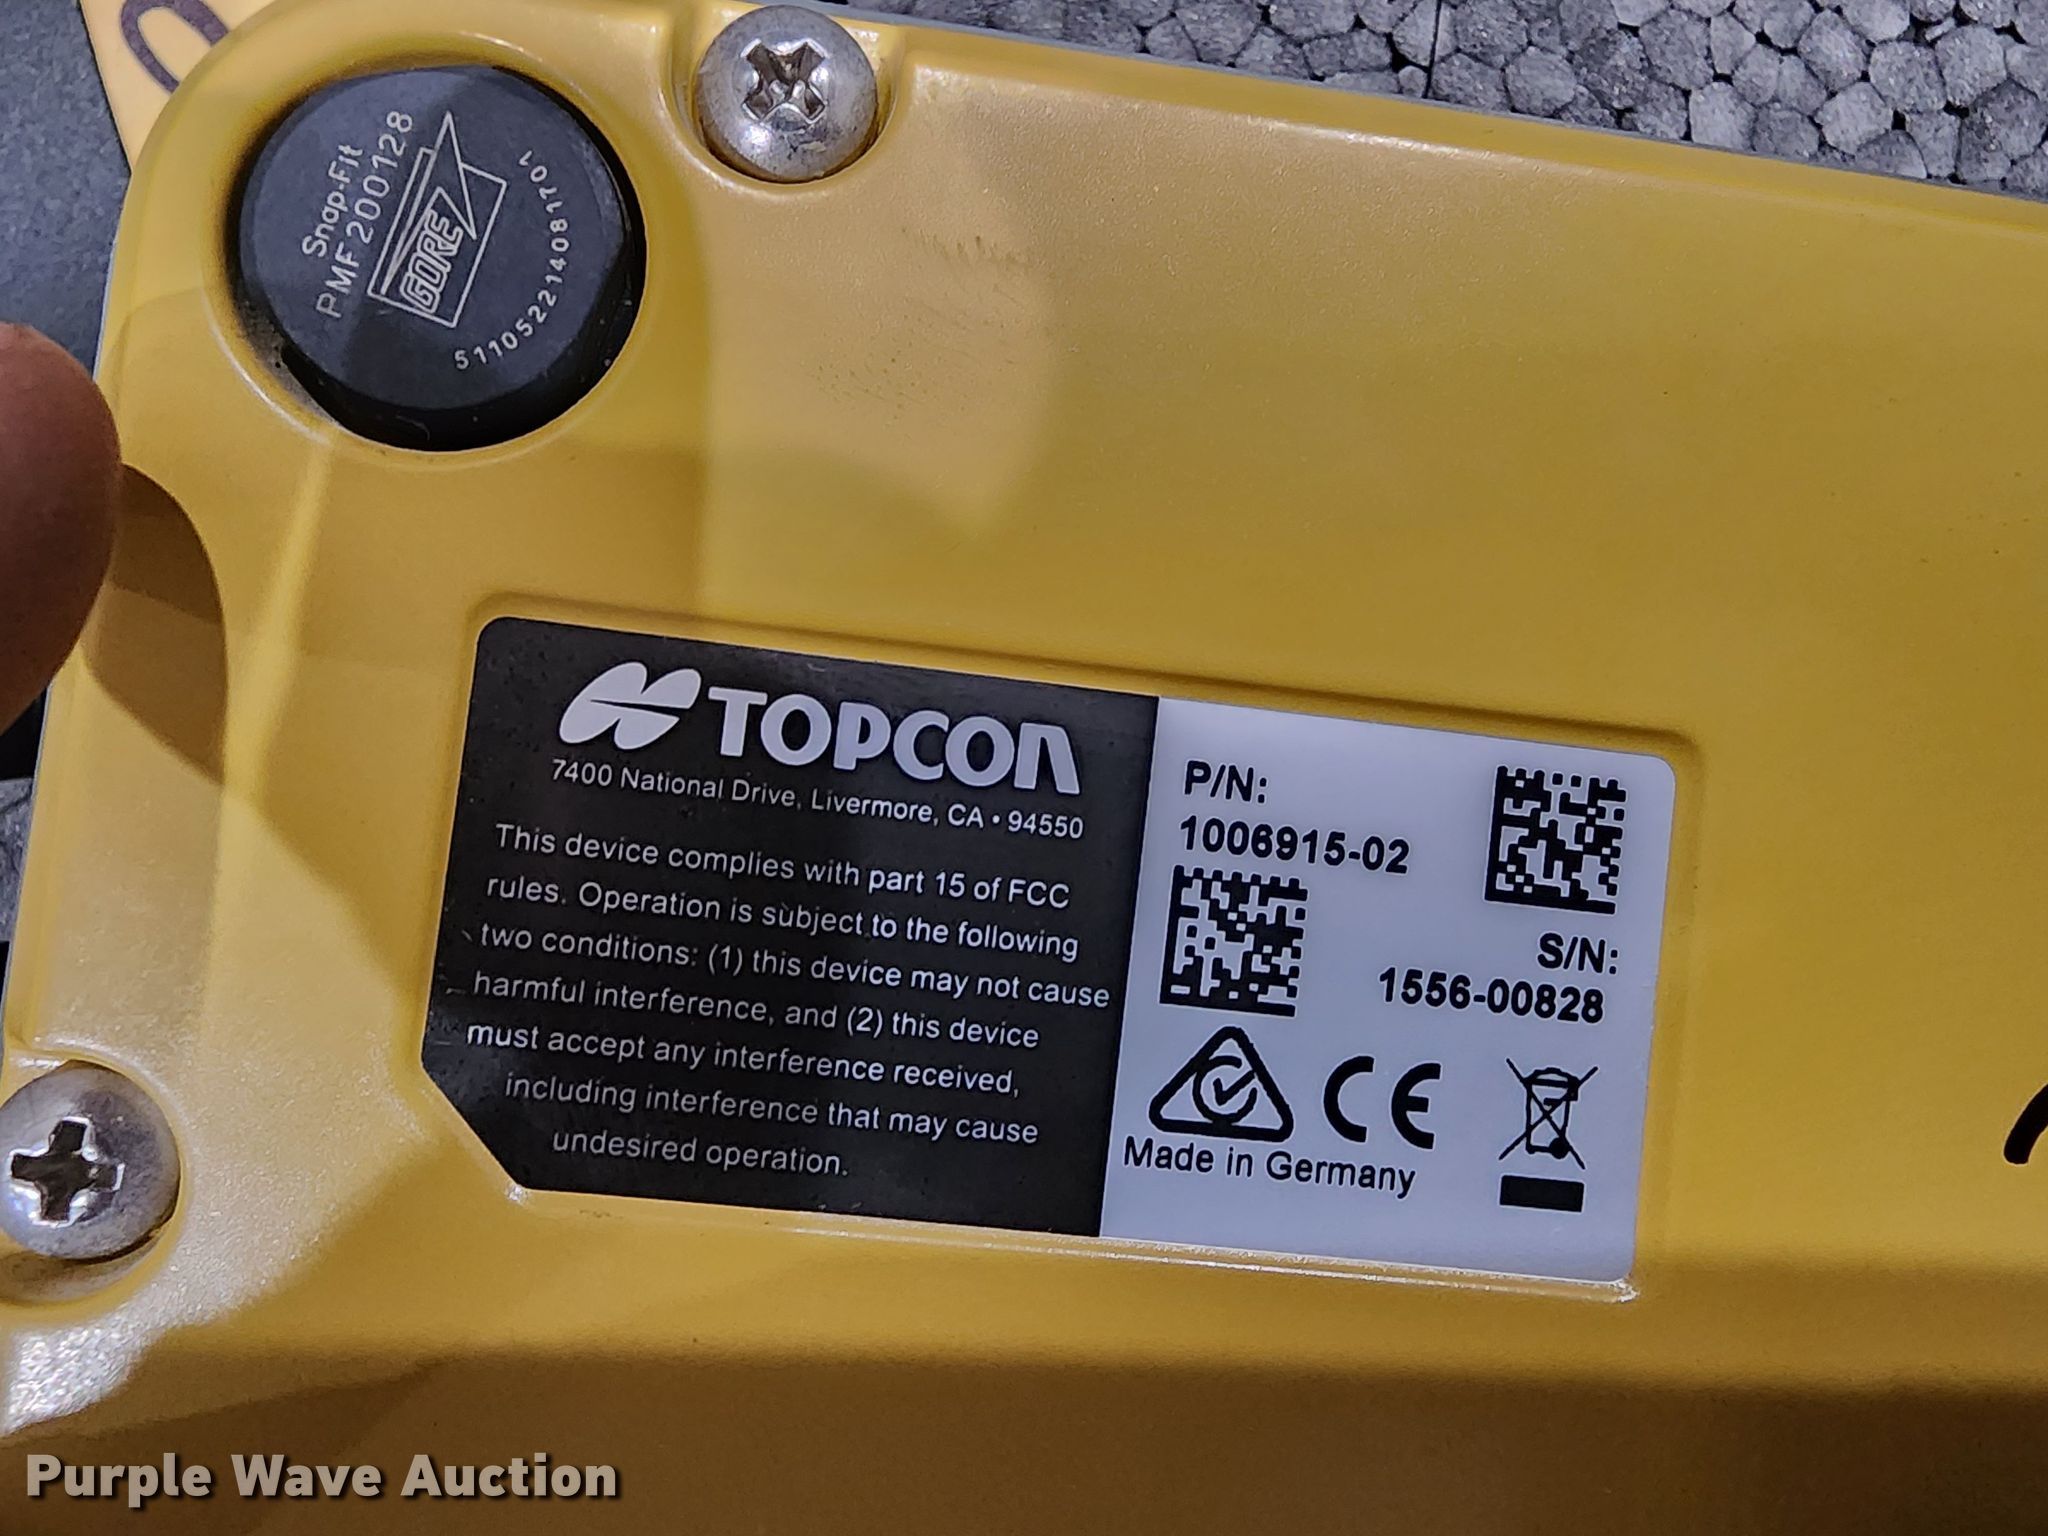 Snap-Fit
PMF200128
GORE
511052214081701
TOPCON
7400 National Drive, Livermore, CA • 94550
This device complies with part 15 of FCC
rules. Operation is subject to the following
two conditions: (1) this device may not cause
harmful interference, and (2) this device
must accept any interference received,
including interference that may cause
undesired operation.
P/N:
1006915-02
S/N:
1556-00828
CE
Made in Germany
Purple Wave Auction